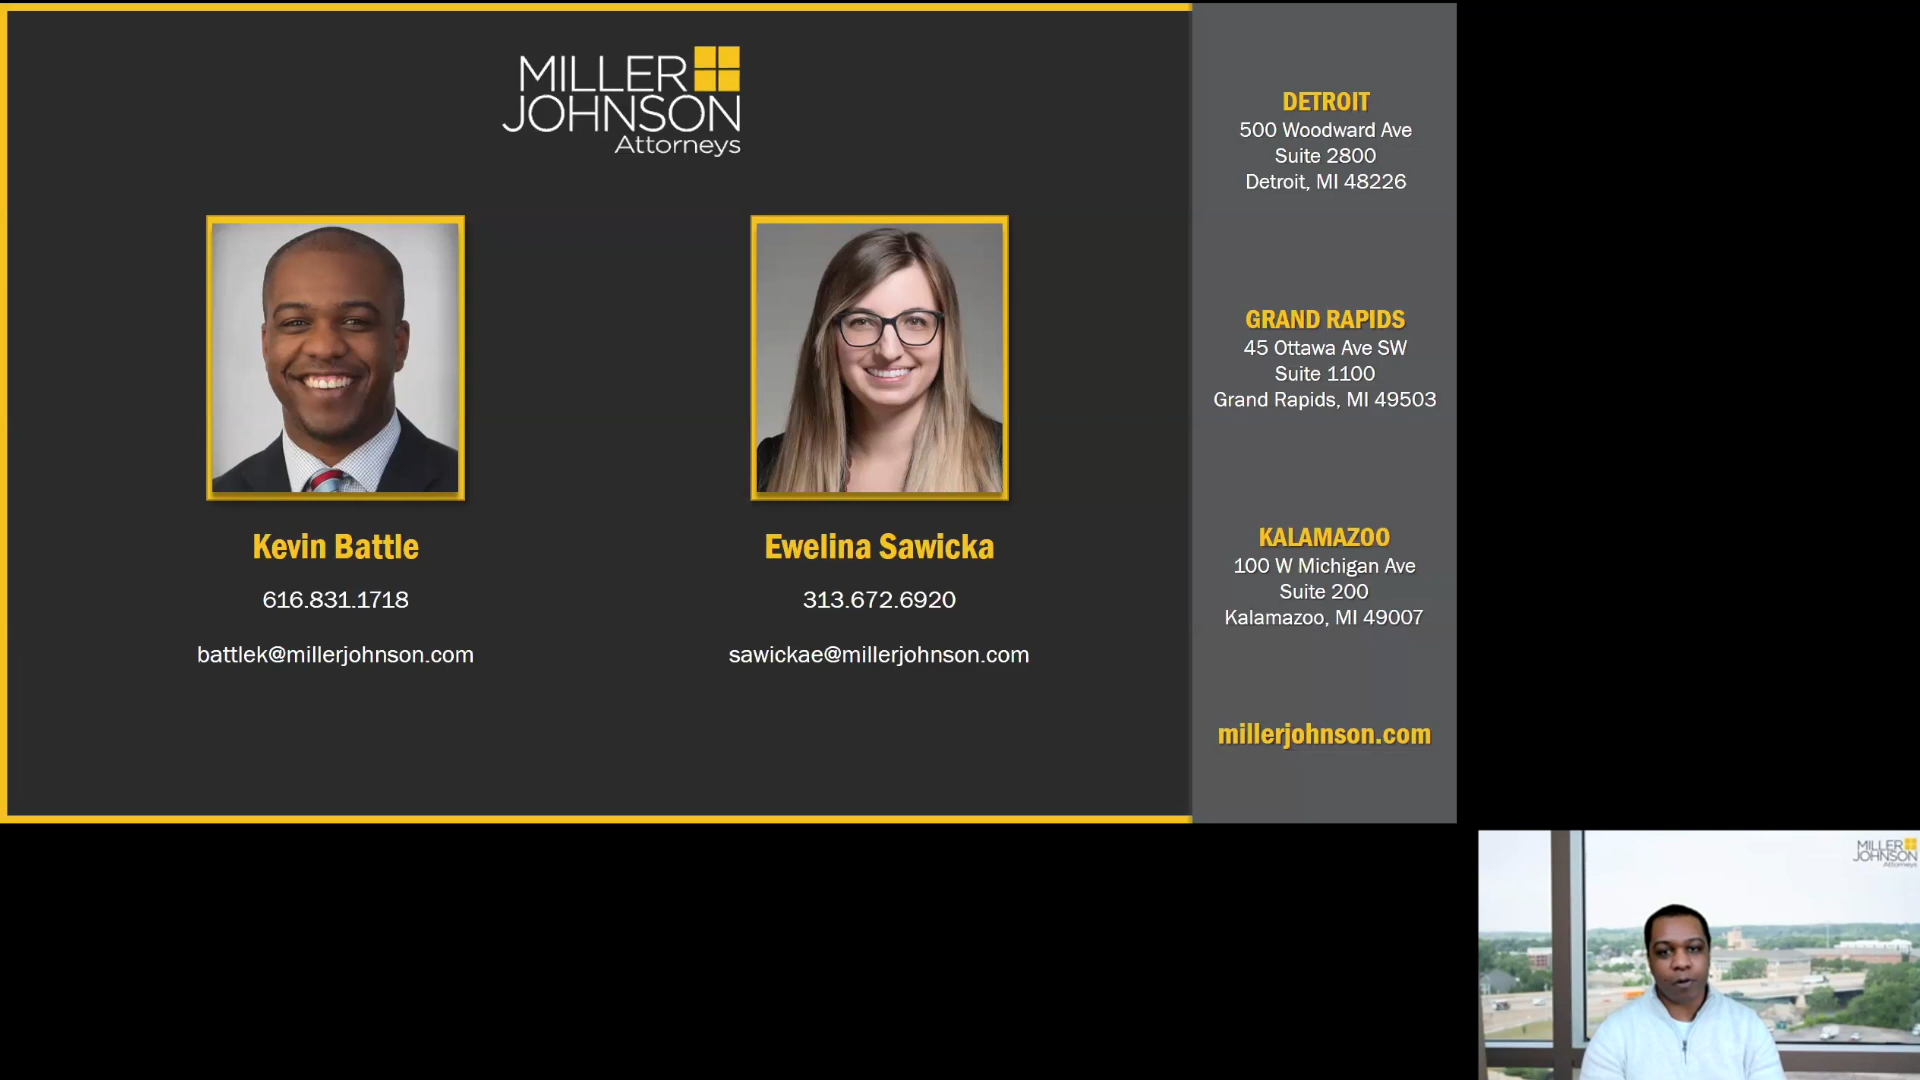 MILLER
JOHNSON
Attorneys
Kevin Battle
616.831.1718
battlek@millerjohnson.com
Ewelina Sawicka
313.672.6920
sawickae@millerjohnson.com
DETROIT
500 Woodward Ave
Suite 2800
Detroit, MI 48226
GRAND RAPIDS
45 Ottawa Ave SW
Suite 1100
Grand Rapids, MI 49503
KALAMAZOO
100 W Michigan Ave
Suite 200
Kalamazoo, MI 49007
millerjohnson.com
MILLER
JOHNSON
Attorneys